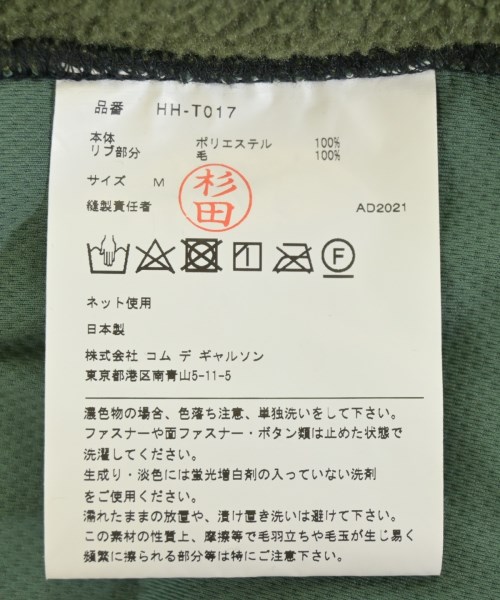 品番 HH-T017
本体 ポリエステル 100%
リブ部分 毛 100%
サイズ M
杉田
縫製責任者 AD2021
F
ネット使用
日本製
株式会社 コム デ ギャルソン
東京都港区南青山5-11-5
濃色物の場合、色落ち注意、単独洗いをして下さい。
ファスナーや面ファスナー・ボタン類は止めた状態で
洗濯してください。
生成り・淡色には蛍光増白剤の入っていない洗剤
をご使用ください。
濡れたままの放置や、漬け置き洗いは避けて下さい。
この素材の性質上、摩擦等で毛羽立ちや毛玉が生じ易く
頻繁に擦られる部分等は特にご注意下さい。